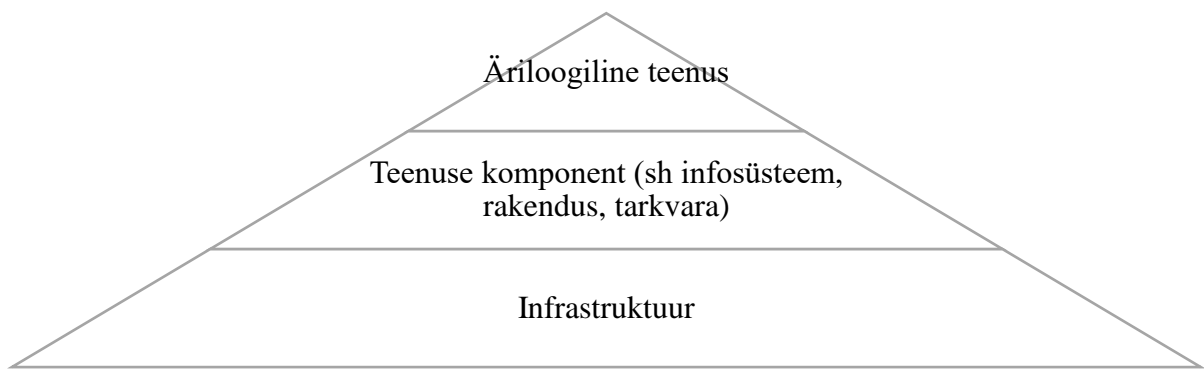 Äriloogiline teenus
Teenuse komponent (sh infosüsteem,
rakendus, tarkvara)
Infrastruktuur